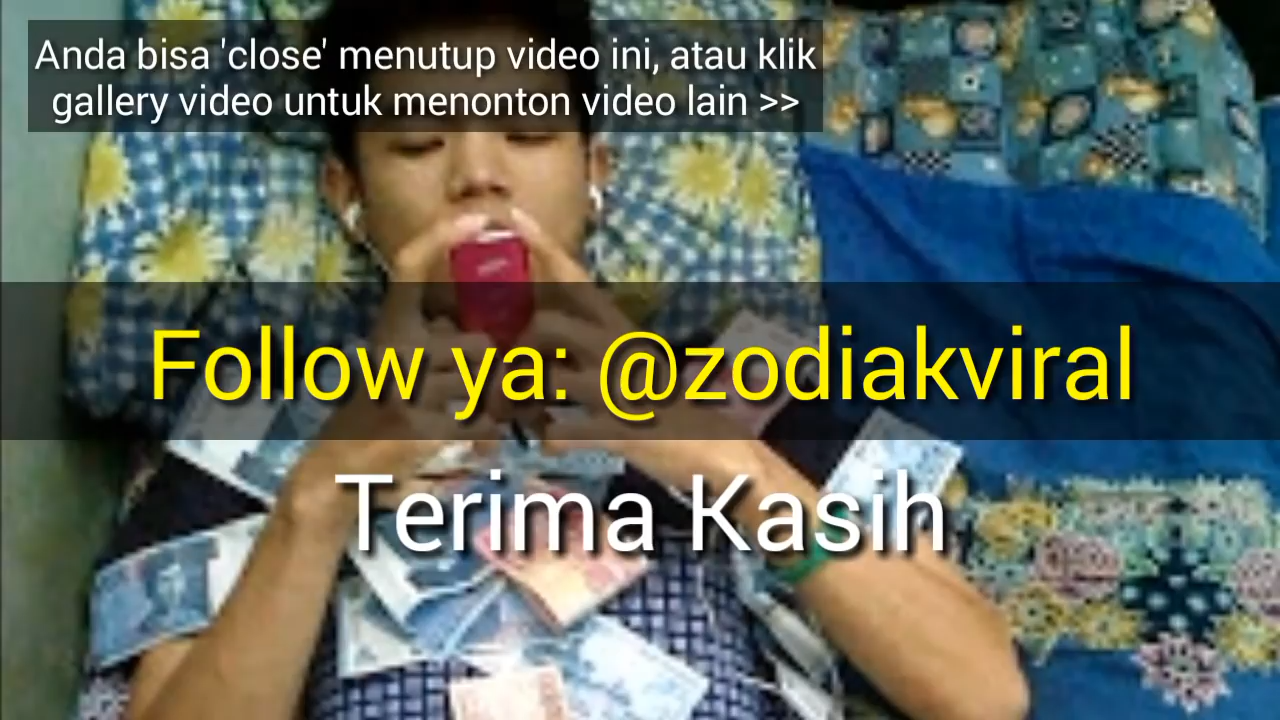 Anda bisa 'close' menutup video ini, atau klik
gallery video untuk menonton video lain >>
Follow ya: @zodiakviral
Terima Kasih